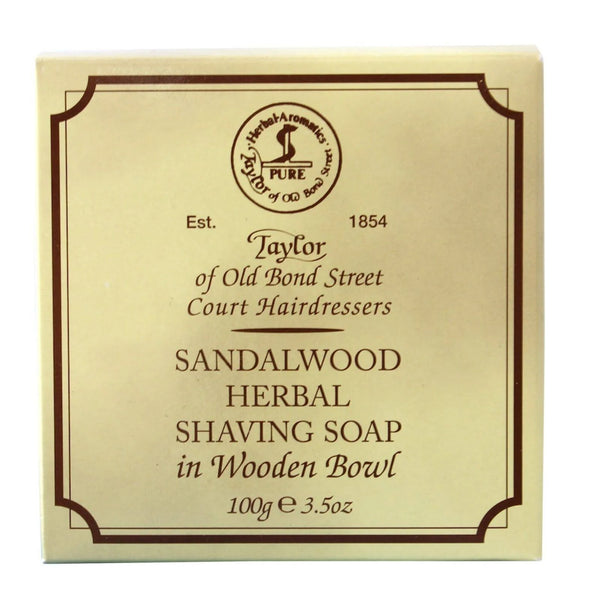 Herbal-Aromatics
PURE
Taylor of Old Bond Street
Est. 1854
Taylor
of Old Bond Street
Court Hairdressers
SANDALWOOD
HERBAL
SHAVING SOAP
in Wooden Bowl
100g e 3.5oz